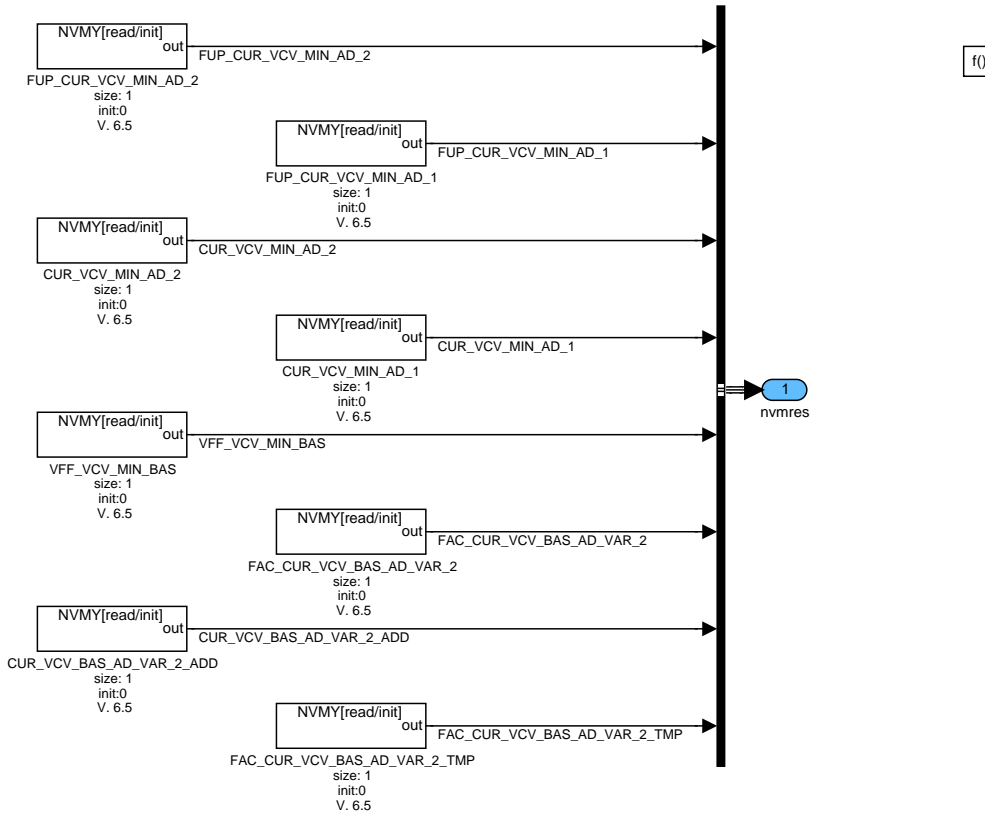 NVMY[read/init]
out
FUP_CUR_VCV_MIN_AD_2
FUP_CUR_VCV_MIN_AD_2
size: 1
init:0
V. 6.5
f()
NVMY[read/init]
out
FUP_CUR_VCV_MIN_AD_1
FUP_CUR_VCV_MIN_AD_1
size: 1
init:0
V. 6.5
NVMY[read/init]
out
CUR_VCV_MIN_AD_2
CUR_VCV_MIN_AD_2
size: 1
init:0
V. 6.5
NVMY[read/init]
out
CUR_VCV_MIN_AD_1
CUR_VCV_MIN_AD_1
size: 1
init:0
V. 6.5
1
nvmres
NVMY[read/init]
out
VFF_VCV_MIN_BAS
VFF_VCV_MIN_BAS
size: 1
init:0
V. 6.5
NVMY[read/init]
out
FAC_CUR_VCV_BAS_AD_VAR_2
FAC_CUR_VCV_BAS_AD_VAR_2
size: 1
init:0
V. 6.5
NVMY[read/init]
out
CUR_VCV_BAS_AD_VAR_2_ADD
CUR_VCV_BAS_AD_VAR_2_ADD
size: 1
init:0
V. 6.5
NVMY[read/init]
out
FAC_CUR_VCV_BAS_AD_VAR_2_TMP
FAC_CUR_VCV_BAS_AD_VAR_2_TMP
size: 1
init:0
V. 6.5